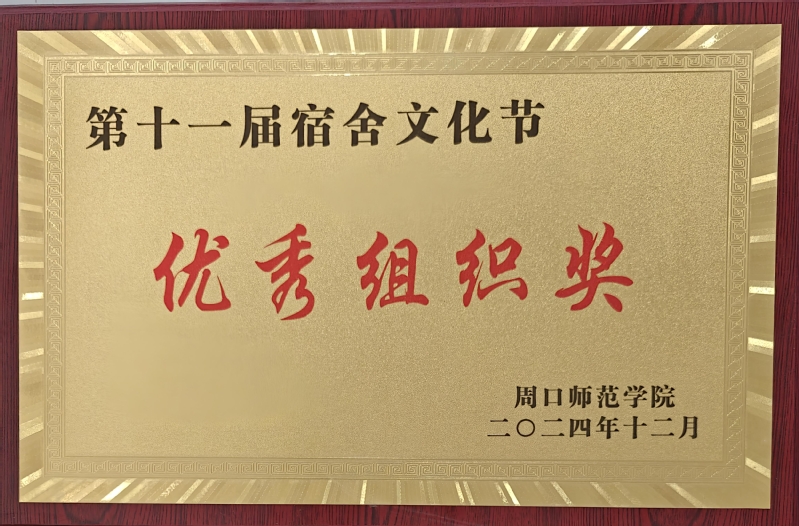 第十一届宿舍文化节
优秀组织奖
周口师范学院
二〇二四年十二月